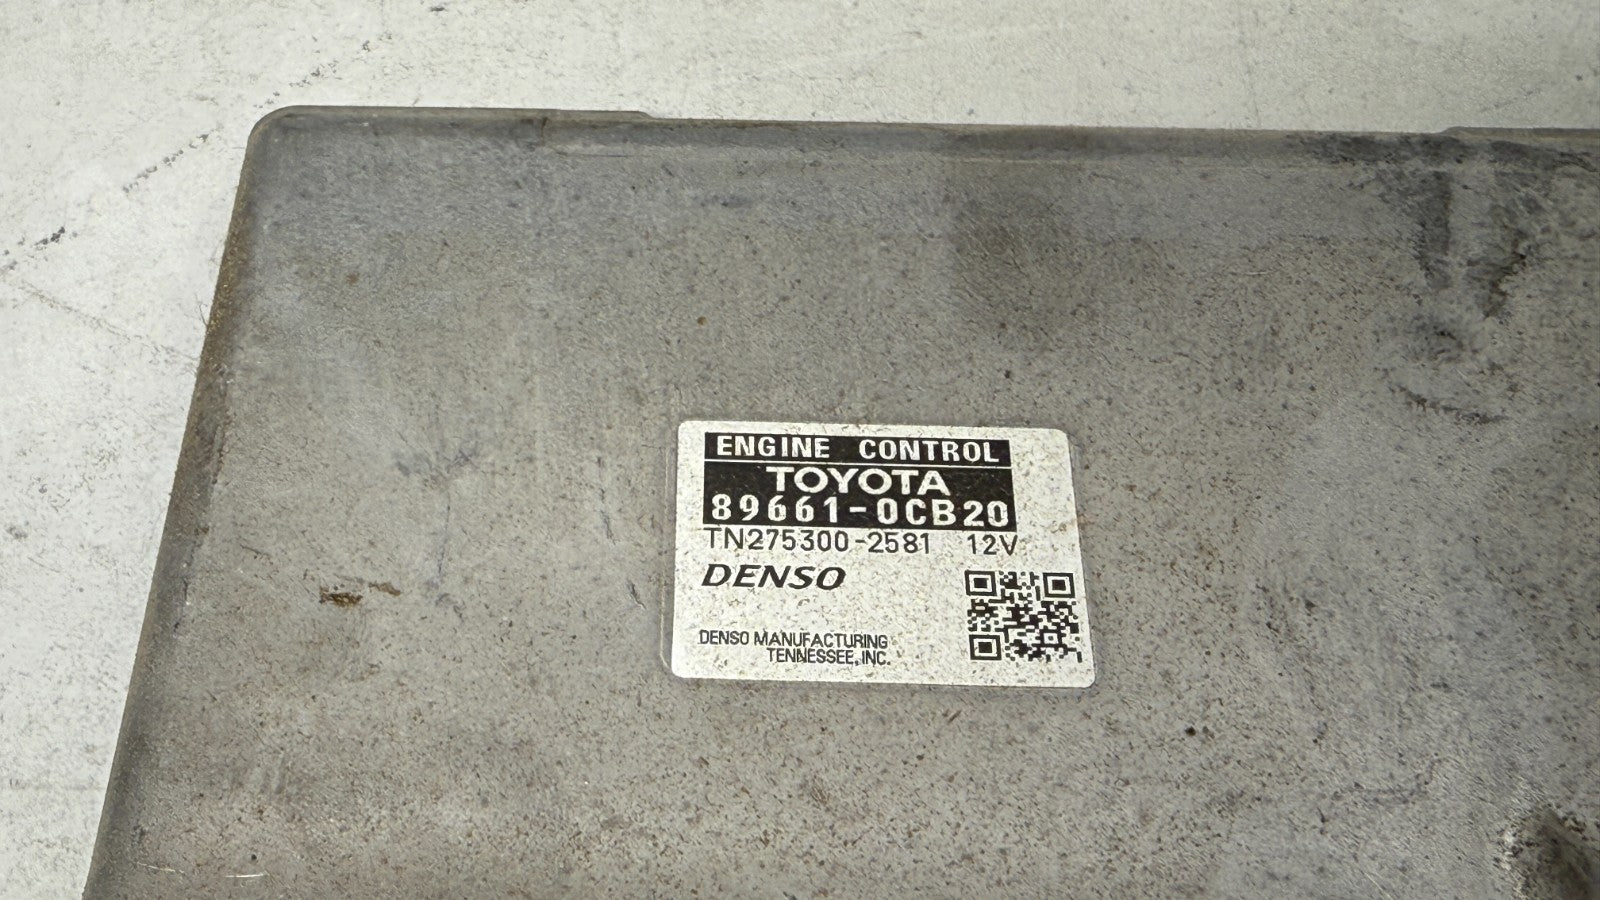 ENGINE CONTROL
TOYOTA
89661-0CB20
TN275300-2581 12V
DENSO
DENSO MANUFACTURING
TENNESSEE, INC.